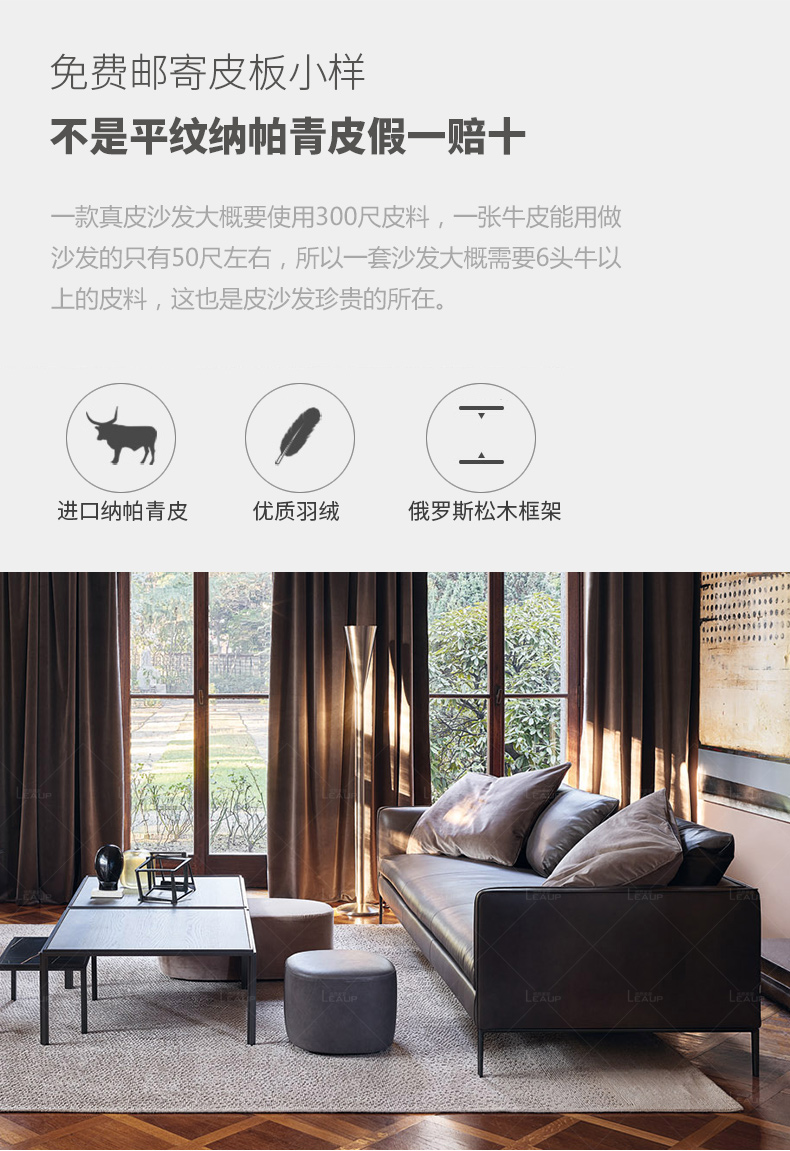 免费邮寄皮板小样
不是平纹纳帕青皮假一赔十
一款真皮沙发大概要使用300尺皮料，一张牛皮能用做
沙发的只有50尺左右，所以一套沙发大概需要6头牛以
上的皮料，这也是皮沙发珍贵的所在。
进口纳帕青皮
优质羽绒
俄罗斯松木框架
LEAUP
LEAUP
LEAUP
LEAUP
LEAUP
LEAUP